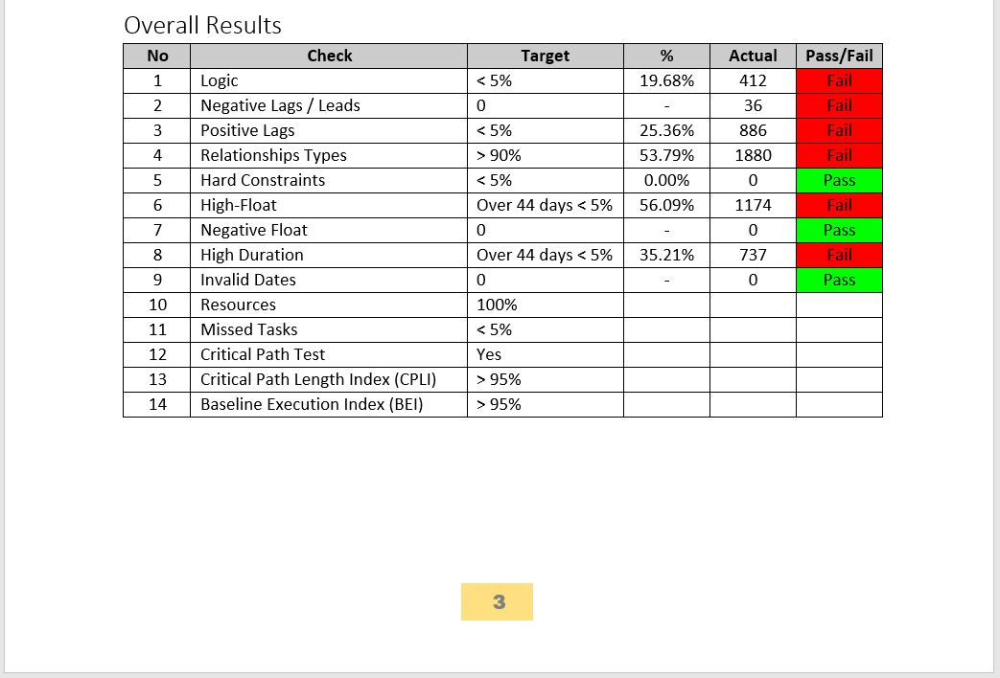 Overall Results
No Check Target % Actual Pass/Fail
1 Logic < 5% 19.68% 412 Fail
2 Negative Lags / Leads 0 - 36 Fail
3 Positive Lags < 5% 25.36% 886 Fail
4 Relationships Types > 90% 53.79% 1880 Fail
5 Hard Constraints < 5% 0.00% 0 Pass
6 High-Float Over 44 days < 5% 56.09% 1174 Fail
7 Negative Float 0 - 0 Pass
8 High Duration Over 44 days < 5% 35.21% 737 Fail
9 Invalid Dates 0 - 0 Pass
10 Resources 100%
11 Missed Tasks < 5%
12 Critical Path Test Yes
13 Critical Path Length Index (CPLI) > 95%
14 Baseline Execution Index (BEI) > 95%
3